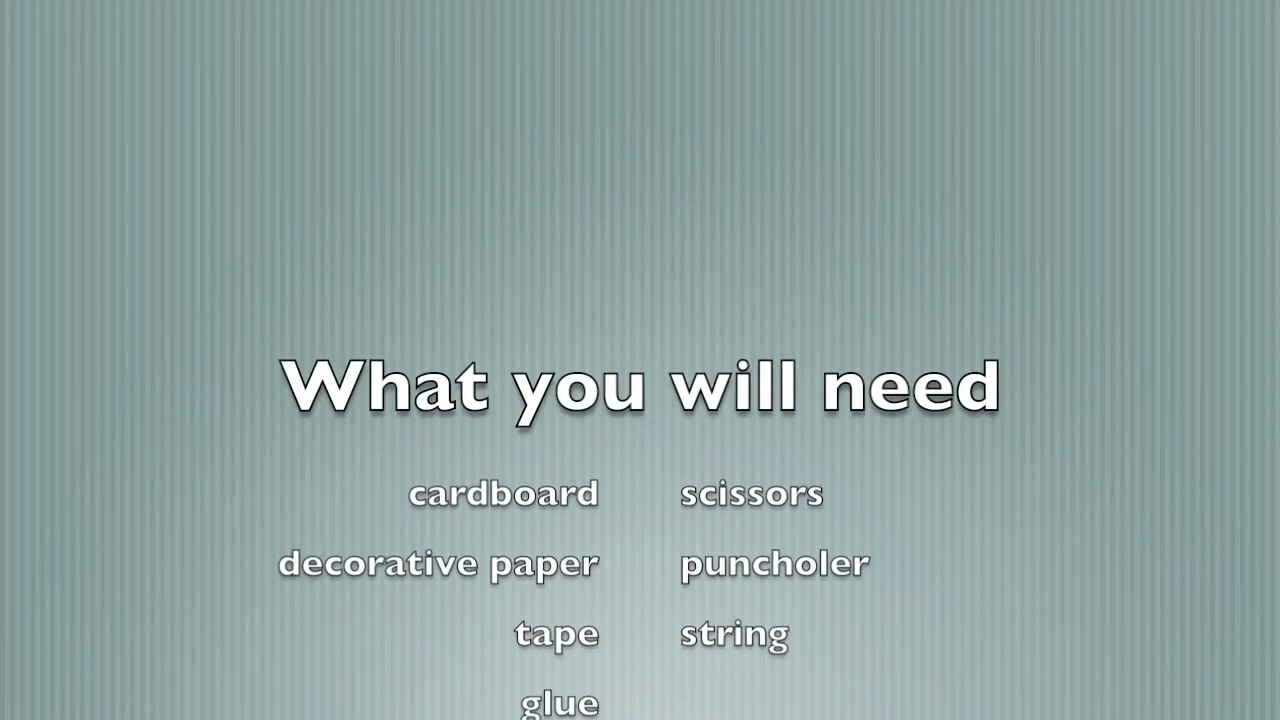 What you will need
cardboard scissors
decorative paper puncholer
tape string
glue